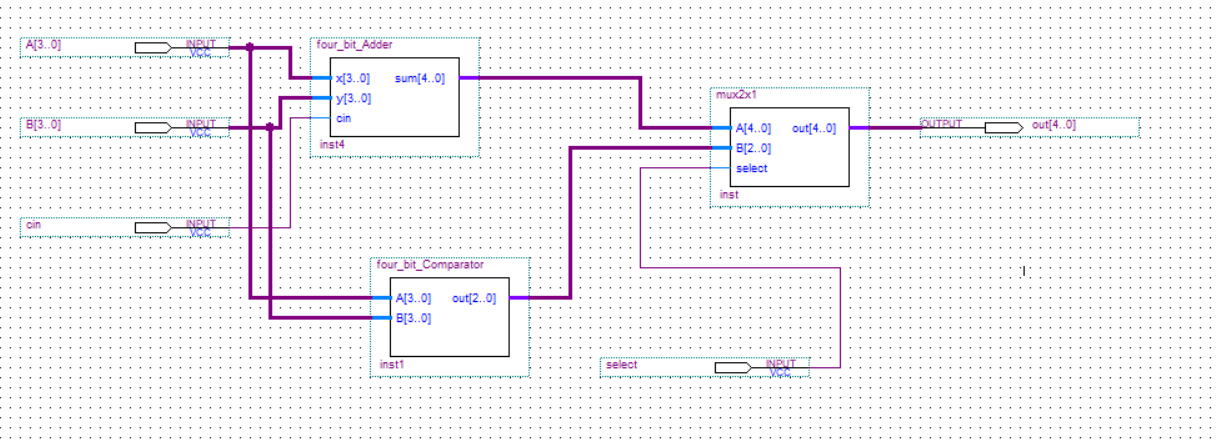 A[3..0] INPUT VCC
B[3..0] INPUT VCC
cin INPUT VCC
four_bit_Adder
x[3..0] sum[4..0]
y[3..0]
cin
inst4
four_bit_Comparator
A[3..0] out[2..0]
B[3..0]
inst1
mux2x1
A[4..0] out[4..0]
B[2..0]
select
inst
select INPUT VCC
OUTPUT out[4..0]